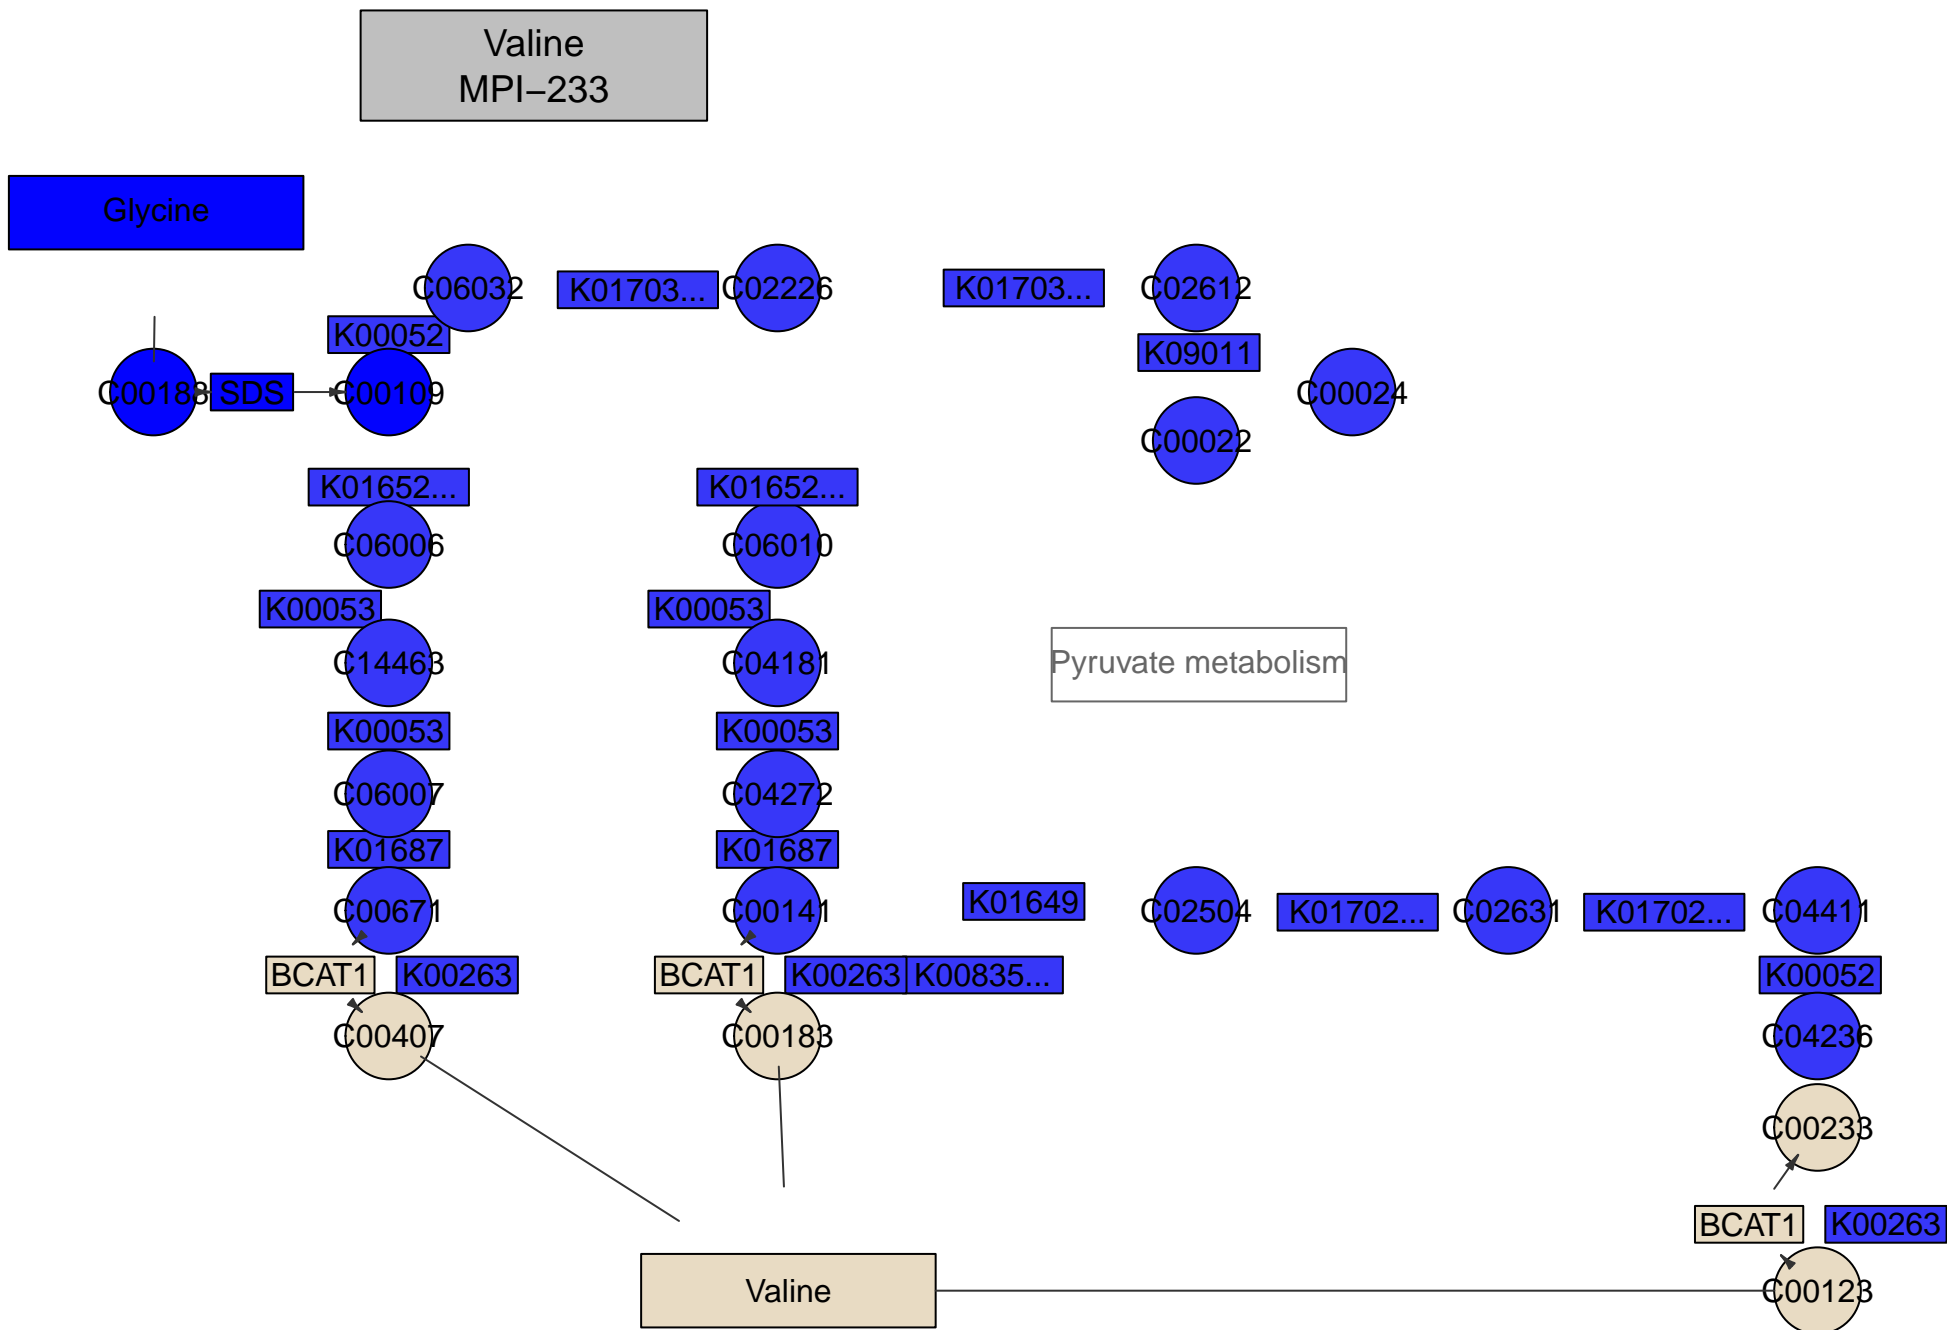 Valine
MPI−233
Glycine
C06032
K01703...
C02226
K01703...
C02612
K00052
K09011
C00188
SDS
C00109
C00024
C00022
K01652...
K01652...
C06006
C06010
K00053
K00053
C14463
C04181
Pyruvate metabolism
K00053
K00053
C06007
C04272
K01687
K01687
C00671
C00141
K01649
C02504
K01702...
C02631
K01702...
C04411
BCAT1
K00263
BCAT1
K00263
K00835...
K00052
C00407
C00183
C04236
C00233
BCAT1
K00263
Valine
C00123